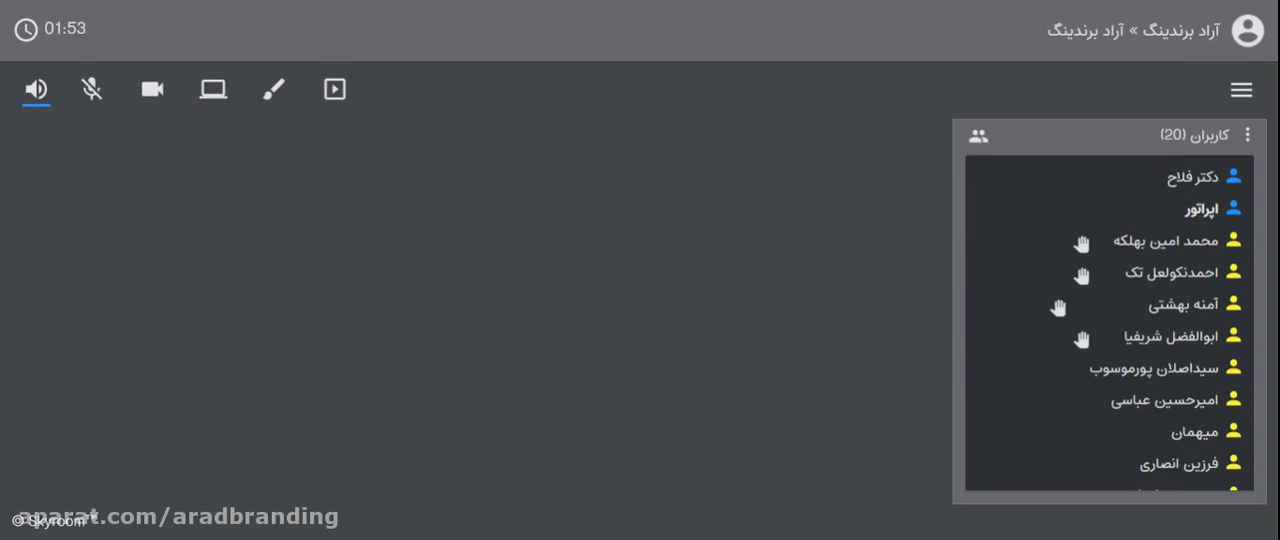 01:53
آراد برندینگ » آراد برندینگ
کاربران (20)
دکتر فلاح
اپراتور
محمد امین بهلکه
احمدنکولعل تک
آمنه بهشتی
ابوالفضل شریفیا
سیداصلان پورموسوب
امیرحسین عباسی
میهمان
فرزین انصاری
© Skyroom™
aparat.com/aradbranding